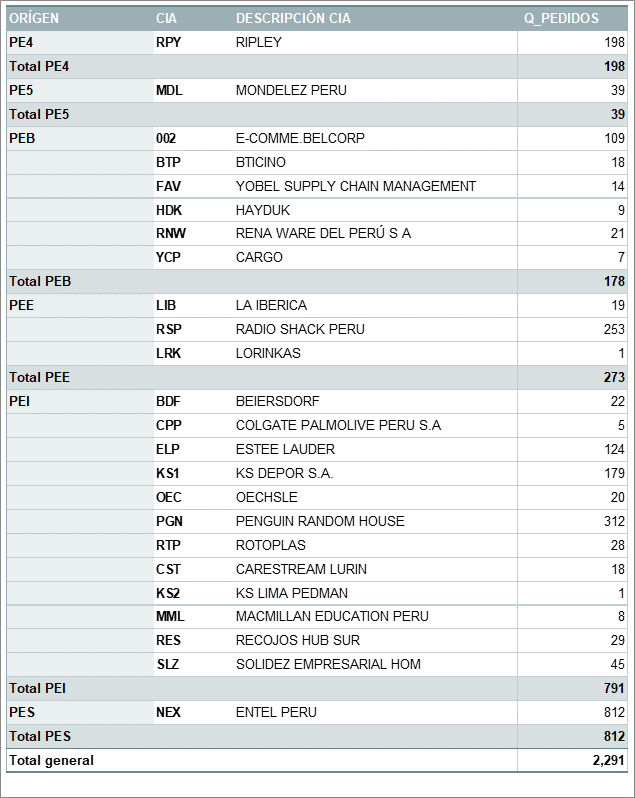 ORÍGEN CIA DESCRIPCIÓN CIA Q_PEDIDOS
PE4 RPY RIPLEY 198
Total PE4 198
PE5 MDL MONDELEZ PERU 39
Total PE5 39
PEB 002 E-COMME.BELCORP 109
BTP BTICINO 18
FAV YOBEL SUPPLY CHAIN MANAGEMENT 14
HDK HAYDUK 9
RNW RENA WARE DEL PERÚ S A 21
YCP CARGO 7
Total PEB 178
PEE LIB LA IBERICA 19
RSP RADIO SHACK PERU 253
LRK LORINKAS 1
Total PEE 273
PEI BDF BEIERSDORF 22
CPP COLGATE PALMOLIVE PERU S.A 5
ELP ESTEE LAUDER 124
KS1 KS DEPOR S.A. 179
OEC OECHSLE 20
PGN PENGUIN RANDOM HOUSE 312
RTP ROTOPLAS 28
CST CARESTREAM LURIN 18
KS2 KS LIMA PEDMAN 1
MML MACMILLAN EDUCATION PERU 8
RES RECOJOS HUB SUR 29
SLZ SOLIDEZ EMPRESARIAL HOM 45
Total PEI 791
PES NEX ENTEL PERU 812
Total PES 812
Total general 2,291